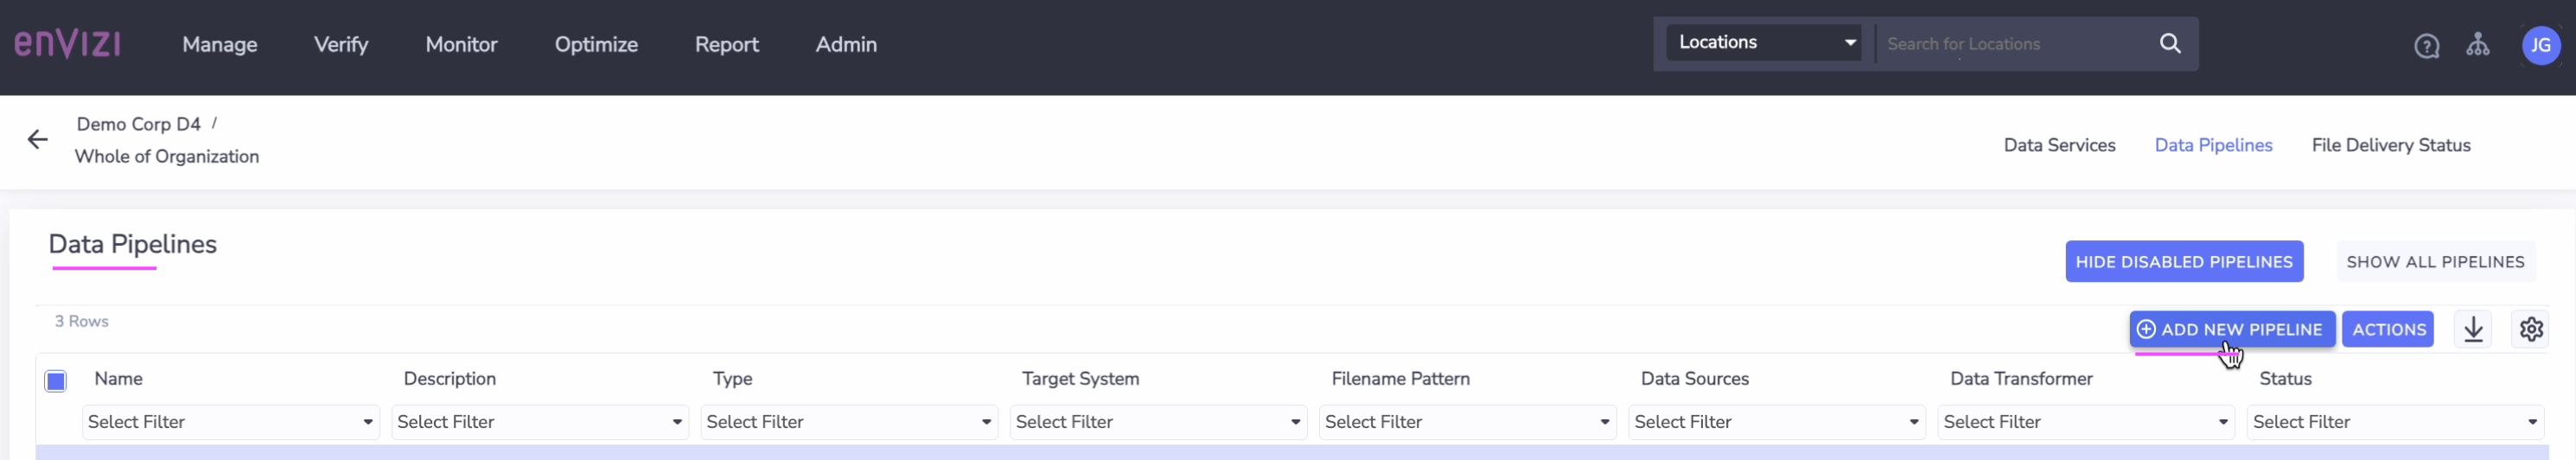 enVIZI Manage Verify Monitor Optimize Report Admin Locations Search for Locations ? JG
Demo Corp D4 /
Whole of Organization
Data Services Data Pipelines File Delivery Status
Data Pipelines
HIDE DISABLED PIPELINES SHOW ALL PIPELINES
3 Rows
ADD NEW PIPELINE ACTIONS
Name Description Type Target System Filename Pattern Data Sources Data Transformer Status
Select Filter Select Filter Select Filter Select Filter Select Filter Select Filter Select Filter Select Filter